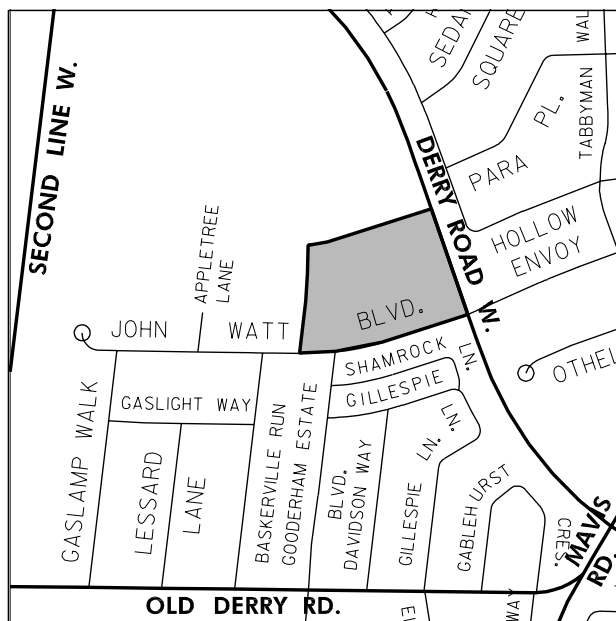 SEDAN
SQUARE
WAL
TABBYMAN
PARA PL.
SECOND LINE W.
DERRY ROAD W.
HOLLOW
ENVOY
APPLETREE
LANE
JOHN WATT BLVD.
OTHEL
SHAMROCK LN.
GILLESPIE LN.
GASLIGHT WAY
GASLAMP WALK
LESSARD
LANE
BASKERVILLE RUN
GOODERHAM ESTATE
BLVD.
DAVIDSON WAY
GILLESPIE LN.
GABLEHURST
CRES.
MAVIS
RD.
OLD DERRY RD.
WAY